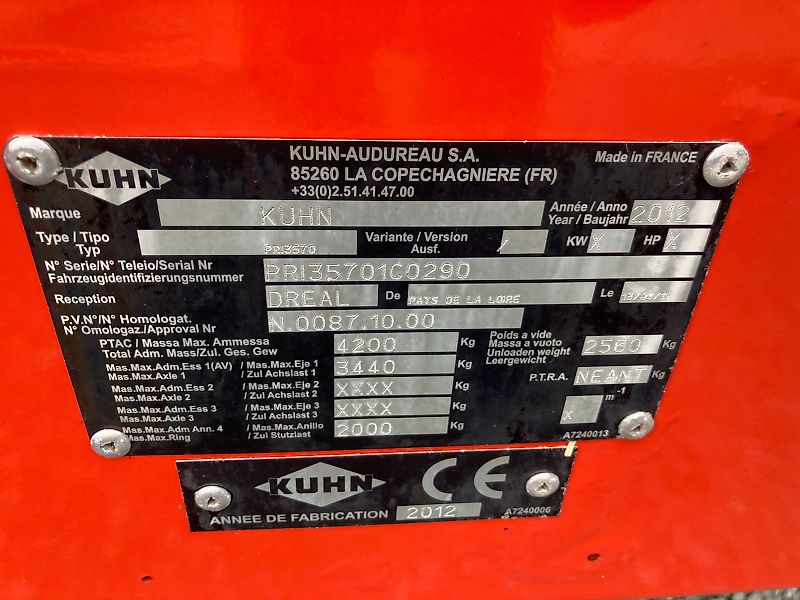 KUHN
KUHN-AUDUREAU S.A.
85260 LA COPECHAGNIERE (FR)
+33(0)2.51.41.47.00
Made in FRANCE
Marque KUHN Année / Anno Year / Baujahr 2012
Type / Tipo Typ PRI3570 Variante / Version Ausf. / KW X HP X
N° Serie/N° Teleio/Serial Nr
Fahrzeugidentifizierungsnummer PRI35701C0290
Reception DREAL De PAYS DE LA LOIRE Le
P.V.N°/N° Homologat.
N° Omologaz/Approval Nr N.0087.10.00
PTAC / Massa Max. Ammessa
Total Adm. Mass/Zul. Ges. Gew 4200 Kg
Poids a vide
Massa a vuoto
Unloaden weight
Leergewicht 2560 Kg
Mas.Max.Adm.Ess 1(AV) / Mas.Max.Eje 1
Mas.Max.Axle 1 / Zul Achslast 1 3440 Kg
P.T.R.A. NEANT Kg
Mas.Max.Adm.Ess 2 / Mas.Max.Eje 2
Mas.Max.Axle 2 / Zul Achslast 2 XXXX Kg
Mas.Max.Adm.Ess 3 / Mas.Max.Eje 3
Mas.Max.Axle 3 / Zul Achslast 3 XXXX Kg
X m⁻¹
Mas.Max.Adm Ann. 4 / Mas.Max.Anillo
Mas.Max.Ring / Zul Stutzlast 2000 Kg
A7240013
KUHN CE
ANNEE DE FABRICATION 2012 A7240006